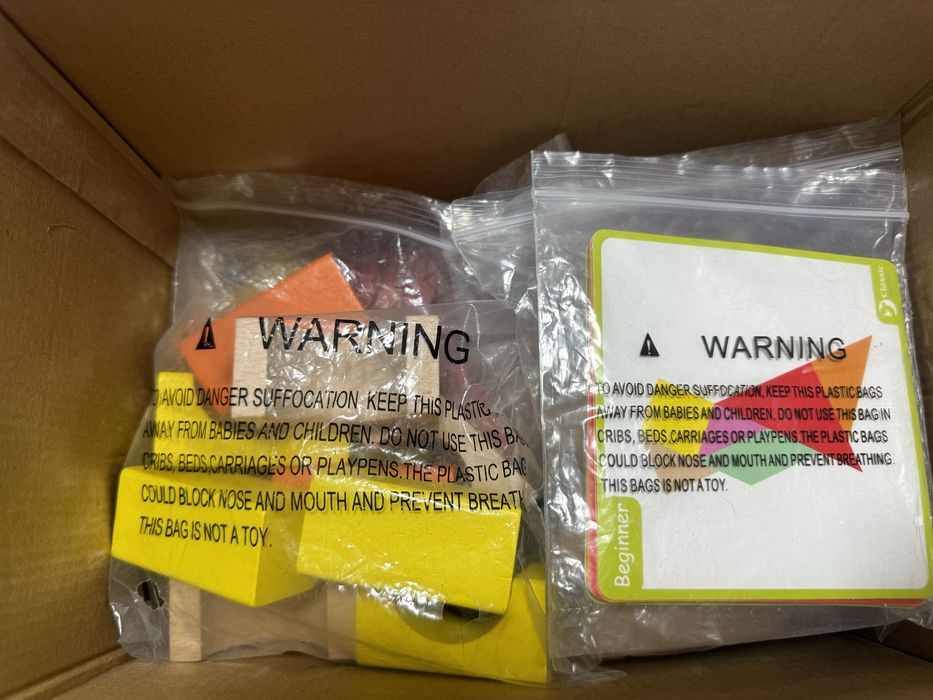 WARNING
TO AVOID DANGER SUFFOCATION, KEEP THIS PLASTIC
AWAY FROM BABIES AND CHILDREN. DO NOT USE THIS BAG
CRIBS, BEDS,CARRIAGES OR PLAYPENS.THE PLASTIC BAG
COULD BLOCK NOSE AND MOUTH AND PREVENT BREATH
THIS BAG IS NOT A TOY.
Classic
WARNING
TO AVOID DANGER SUFFOCATION, KEEP THIS PLASTIC BAGS
AWAY FROM BABIES AND CHILDREN, DO NOT USE THIS BAG IN
CRIBS, BEDS,CARRIAGES OR PLAYPENS.THE PLASTIC BAGS
COULD BLOCK NOSE AND MOUTH AND PREVENT BREATHING.
THIS BAGS IS NOT A TOY.
Beginner